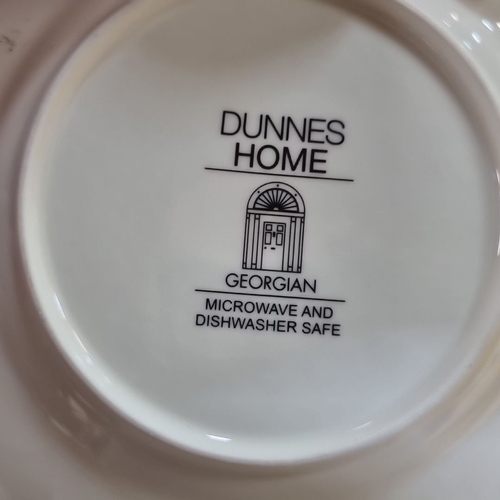 DUNNES
HOME
GEORGIAN
MICROWAVE AND
DISHWASHER SAFE